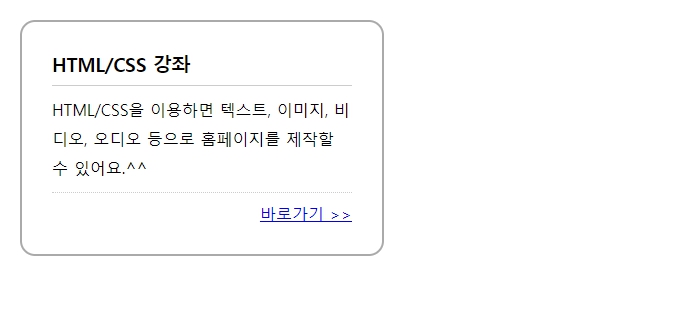 HTML/CSS 강좌
HTML/CSS을 이용하면 텍스트, 이미지, 비
디오, 오디오 등으로 홈페이지를 제작할
수 있어요.^^
바로가기 >>